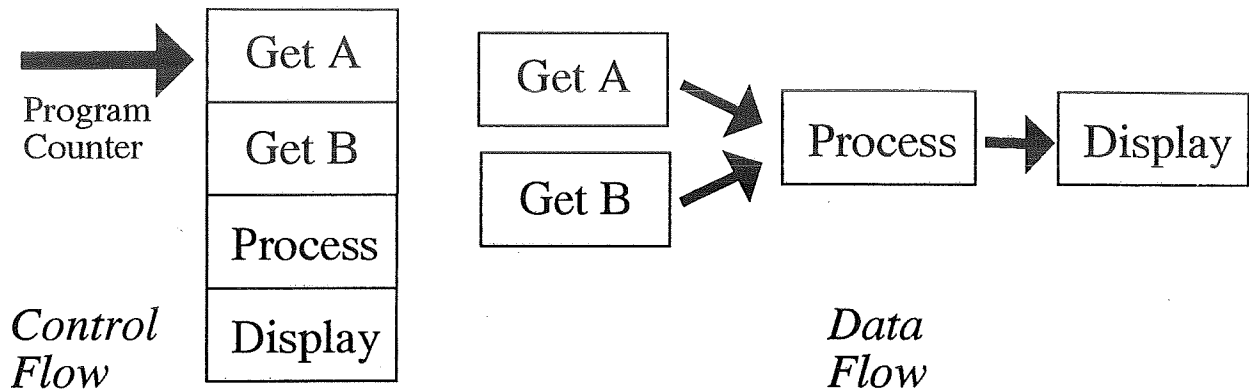 Program
Counter
Get A
Get B
Process
Display
Control
Flow
Get A
Get B
Process
Display
Data
Flow